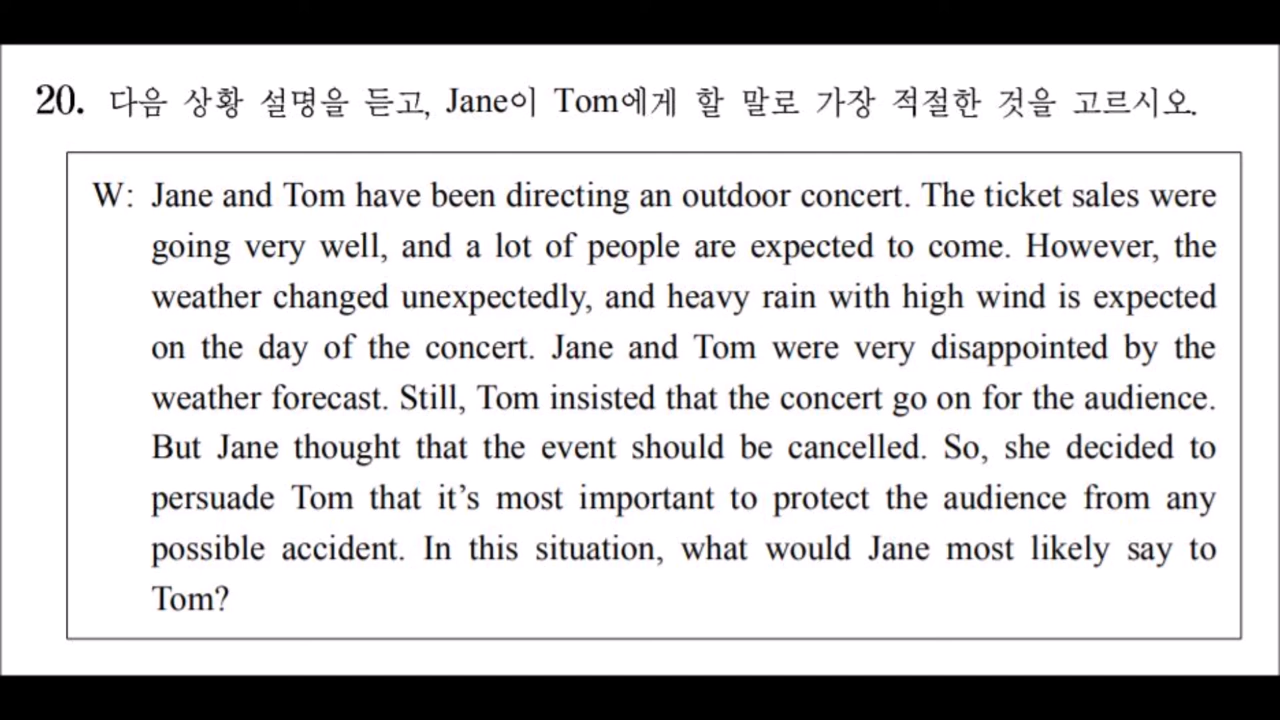 20. 다음 상황 설명을 듣고, Jane이 Tom에게 할 말로 가장 적절한 것을 고르시오.
W: Jane and Tom have been directing an outdoor concert. The ticket sales were
going very well, and a lot of people are expected to come. However, the
weather changed unexpectedly, and heavy rain with high wind is expected
on the day of the concert. Jane and Tom were very disappointed by the
weather forecast. Still, Tom insisted that the concert go on for the audience.
But Jane thought that the event should be cancelled. So, she decided to
persuade Tom that it’s most important to protect the audience from any
possible accident. In this situation, what would Jane most likely say to
Tom?